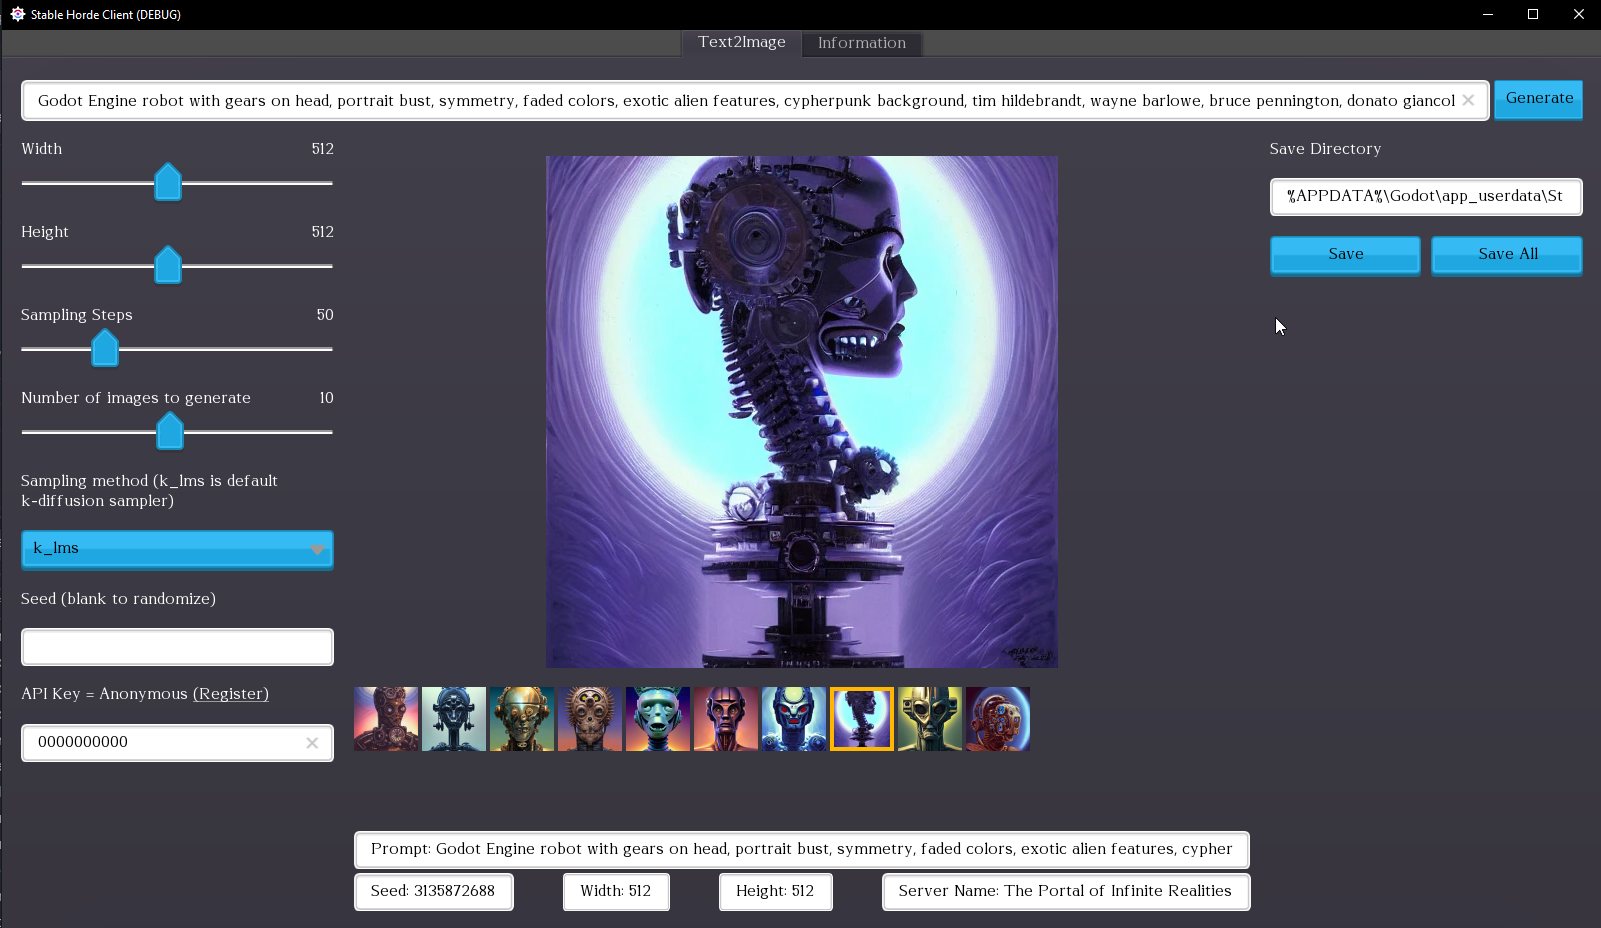 Stable Horde Client (DEBUG)
Text2Image
Information
Godot Engine robot with gears on head, portrait bust, symmetry, faded colors, exotic alien features, cypherpunk background, tim hildebrandt, wayne barlowe, bruce pennington, donato giancol
Generate
Width 512
Height 512
Sampling Steps 50
Number of images to generate 10
Sampling method (k_lms is default
k-diffusion sampler)
k_lms
Seed (blank to randomize)
API Key = Anonymous (Register)
0000000000
Save Directory
%APPDATA%\Godot\app_userdata\St
Save
Save All
Prompt: Godot Engine robot with gears on head, portrait bust, symmetry, faded colors, exotic alien features, cypher
Seed: 3135872688
Width: 512
Height: 512
Server Name: The Portal of Infinite Realities